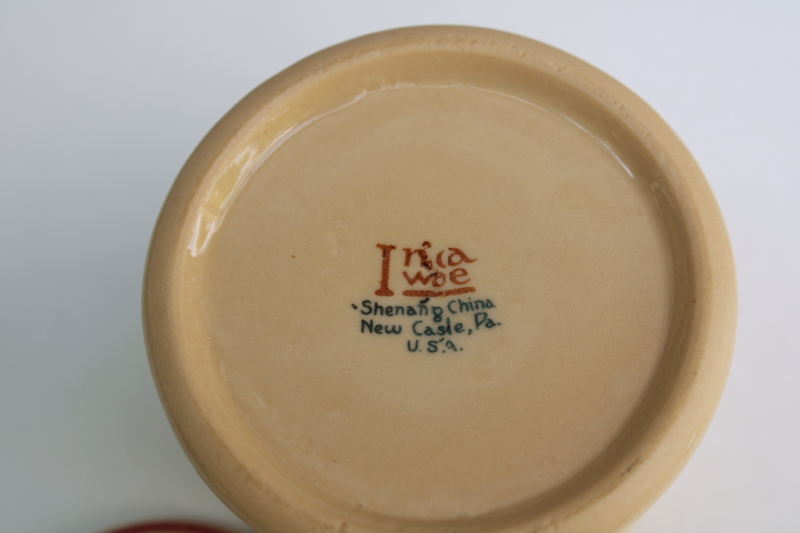 Inca
ware
Shenango China
New Castle, Pa.
U.S.A.